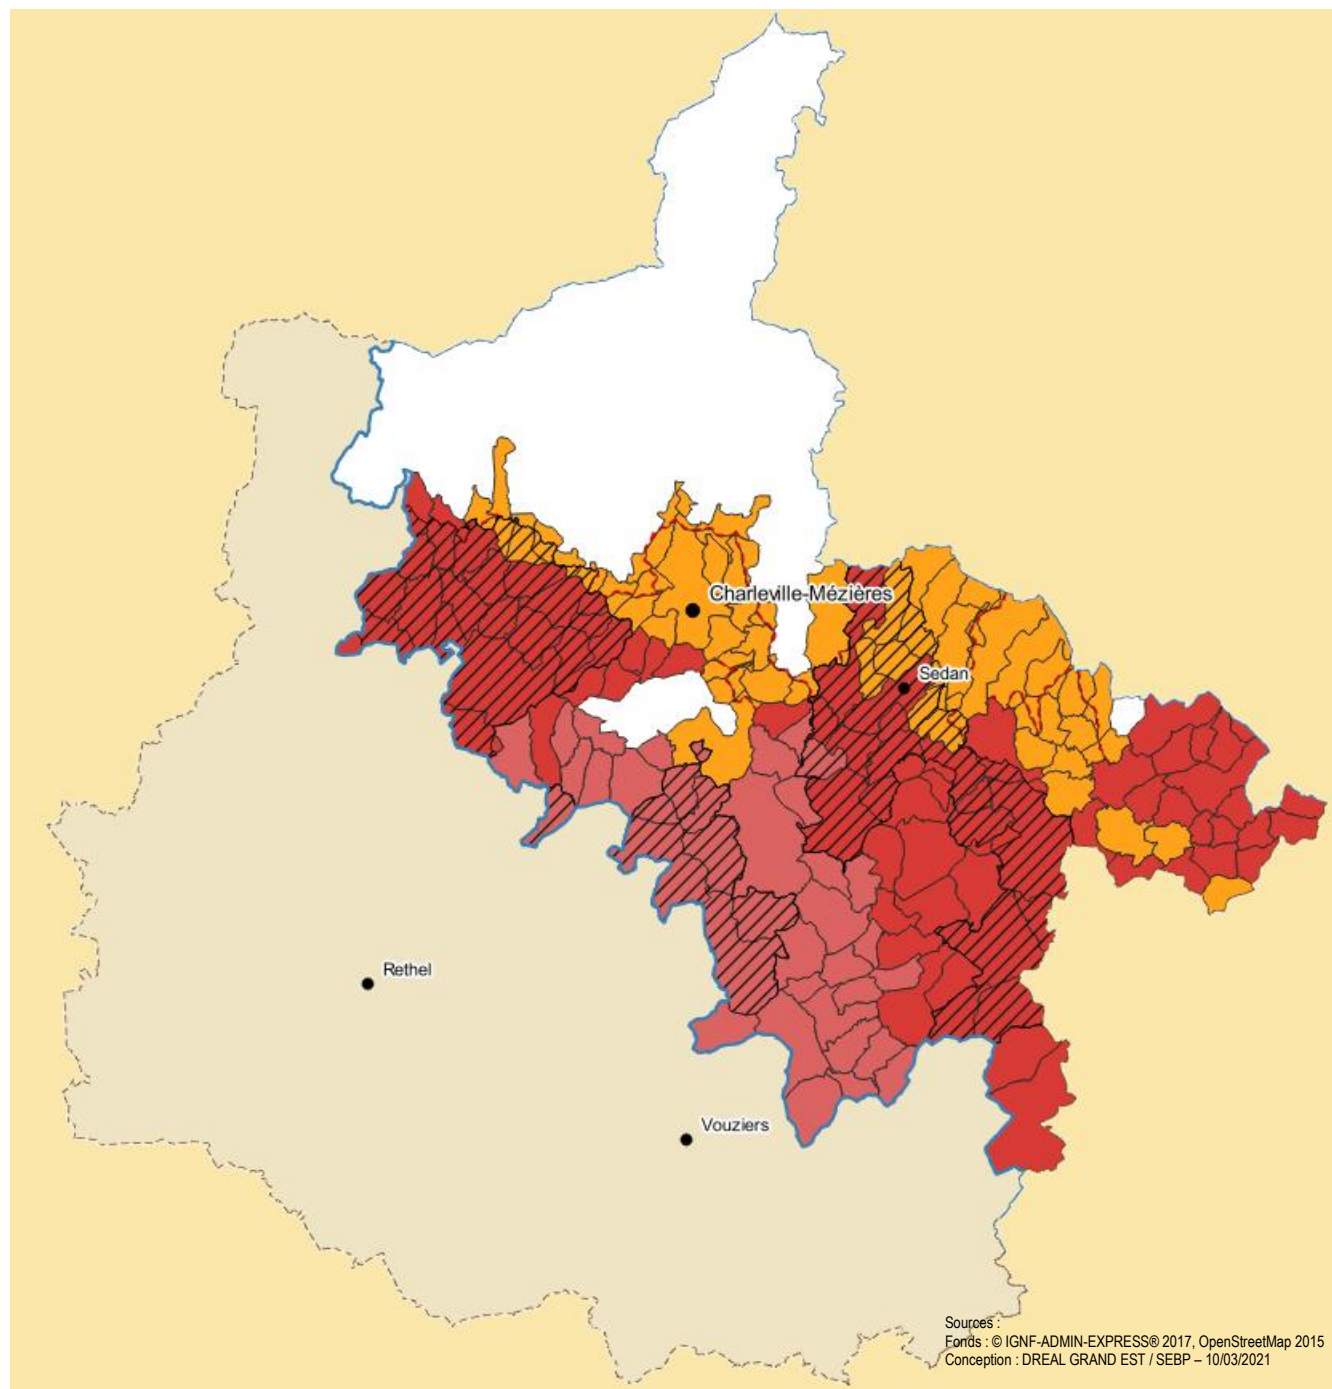 Charleville-Mézières
Sedan
Rethel
Vouziers
Sources :
Fonds : © IGNF-ADMIN-EXPRESS® 2017, OpenStreetMap 2015
Conception : DREAL GRAND EST / SEBP – 10/03/2021